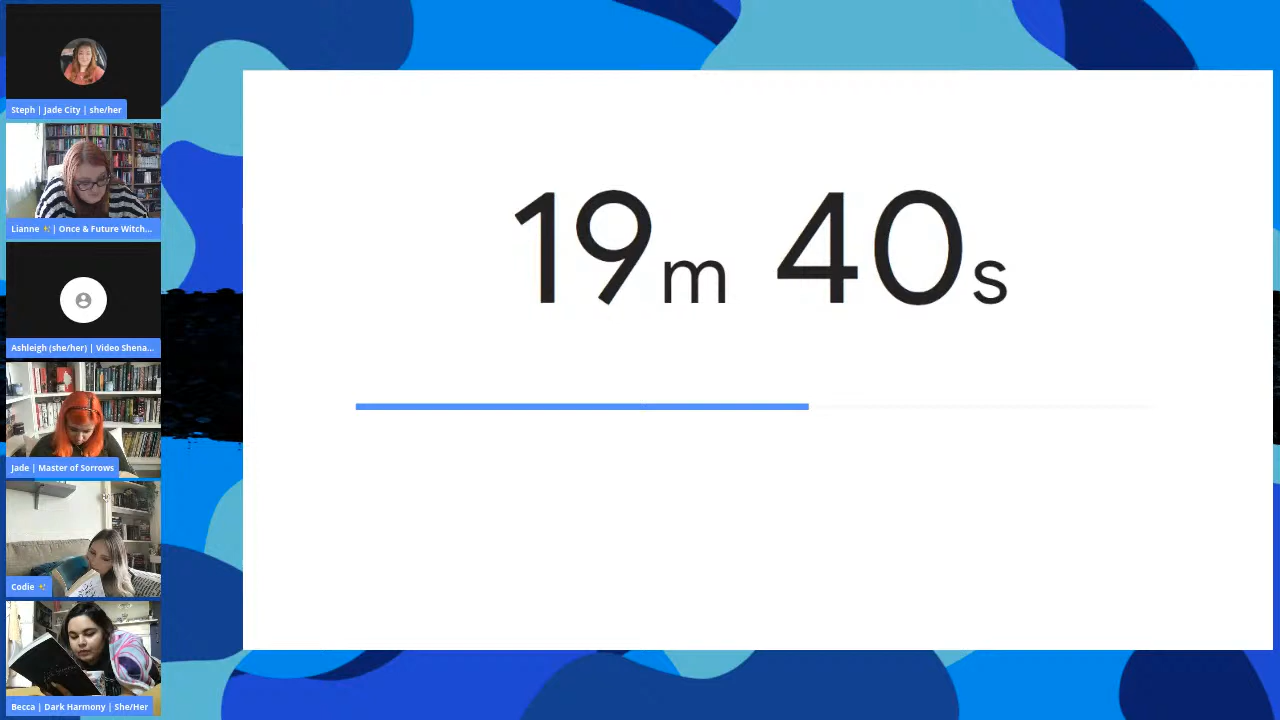 Steph | Jade City | she/her
Lianne ✨ | Once & Future Witch...
Ashleigh (she/her) | Video Shena...
Jade | Master of Sorrows
Codie ✨
Becca | Dark Harmony | She/Her
19m 40s